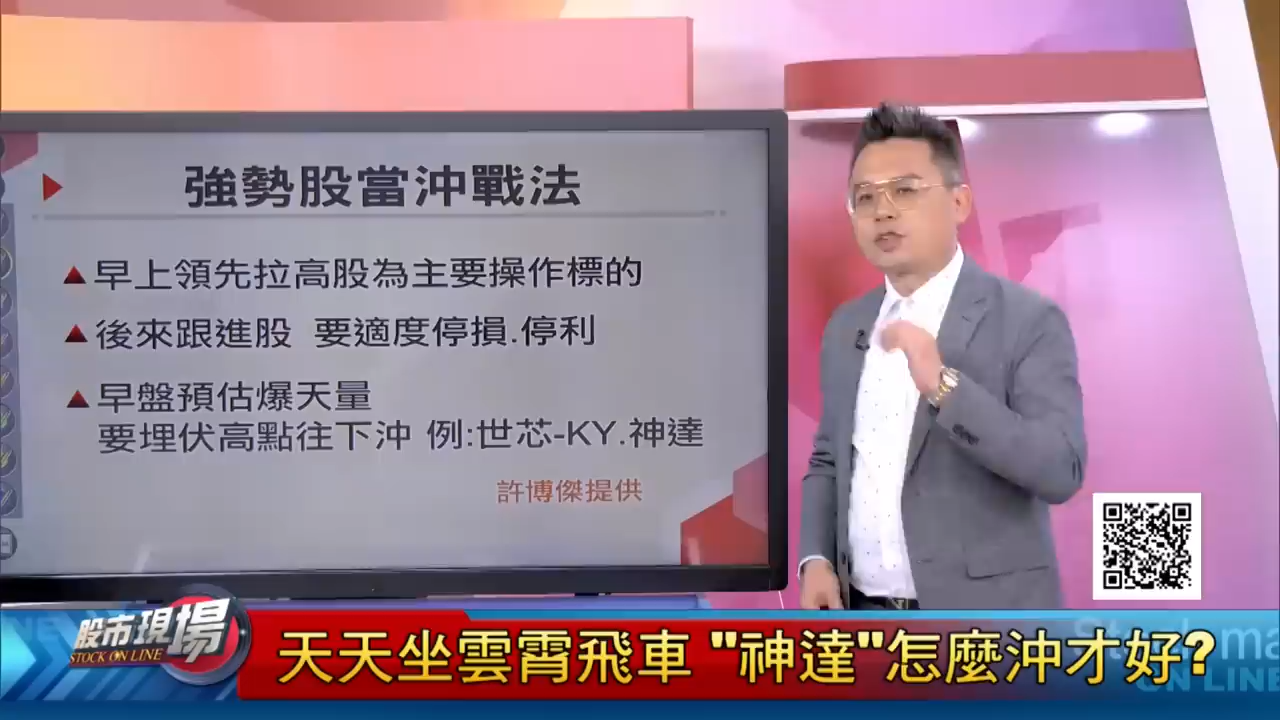 強勢股當沖戰法
▲早上領先拉高股為主要操作標的
▲後來跟進股 要適度停損.停利
▲早盤預估爆天量
要埋伏高點往下沖 例:世芯-KY.神達
許博傑提供
股市現場
STOCK ON LINE
天天坐雲霄飛車 "神達"怎麼沖才好?
ON LINE